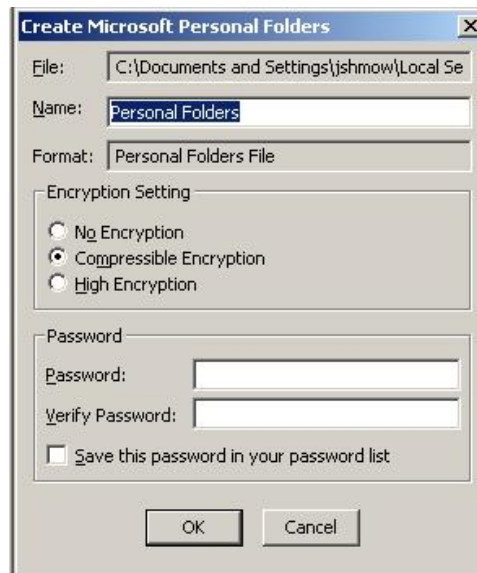 Create Microsoft Personal Folders
File: C:\Documents and Settings\jshmow\Local Se
Name: Personal Folders
Format: Personal Folders File
Encryption Setting
No Encryption
Compressible Encryption
High Encryption
Password
Password:
Verify Password:
Save this password in your password list
OK Cancel